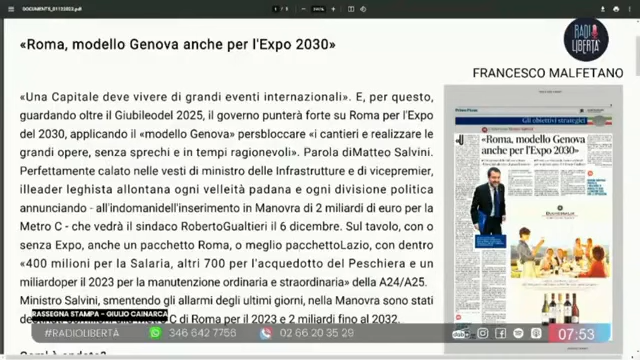 DOCUMENTS_01122022.pdf
RADIO
LIBERTÀ
«Roma, modello Genova anche per l'Expo 2030»
FRANCESCO MALFETANO
«Una Capitale deve vivere di grandi eventi internazionali». E, per questo,
guardando oltre il Giubileodel 2025, il governo punterà forte su Roma per l'Expo
del 2030, applicando il «modello Genova» persbloccare «i cantieri e realizzare le
grandi opere, senza sprechi e in tempi ragionevoli». Parola diMatteo Salvini.
Perfettamente calato nelle vesti di ministro delle Infrastrutture e di vicepremier,
illeader leghista allontana ogni velleità padana e ogni divisione politica
annunciando - all'indomanidell'inserimento in Manovra di 2 miliardi di euro per la
Metro C - che vedrà il sindaco RobertoGualtieri il 6 dicembre. Sul tavolo, con o
senza Expo, anche un pacchetto Roma, o meglio pacchettoLazio, con dentro
«400 milioni per la Salaria, altri 700 per l'acquedotto del Peschiera e un
miliardoper il 2023 per la manutenzione ordinaria e straordinaria» della A24/A25.
Ministro Salvini, smentendo gli allarmi degli ultimi giorni, nella Manovra sono stati
C di Roma per il 2023 e 2 miliardi fino al 2032.
Gli obiettivi strategici
«Roma, modello Genova
anche per l'Expo 2030»
RASSEGNA STAMPA - GIULIO CAINARCA
#RADIOLIBERTÀ
346 642 7756
02 66 20 35 29
07:53